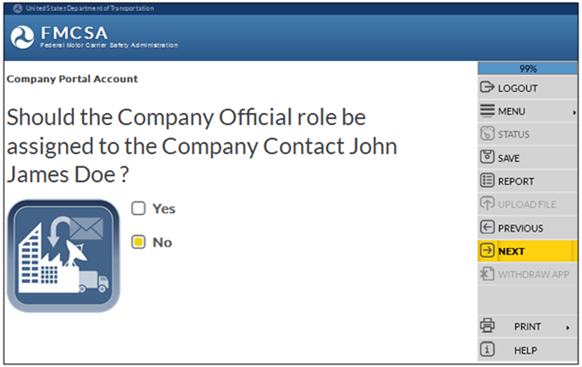 United States Department of Transportation
FMCSA
Federal Motor Carrier Safety Administration
Company Portal Account
Should the Company Official role be
assigned to the Company Contact John
James Doe ?
Yes
No
99%
LOGOUT
MENU
STATUS
SAVE
REPORT
UPLOAD FILE
PREVIOUS
NEXT
WITHDRAW APP
PRINT
HELP